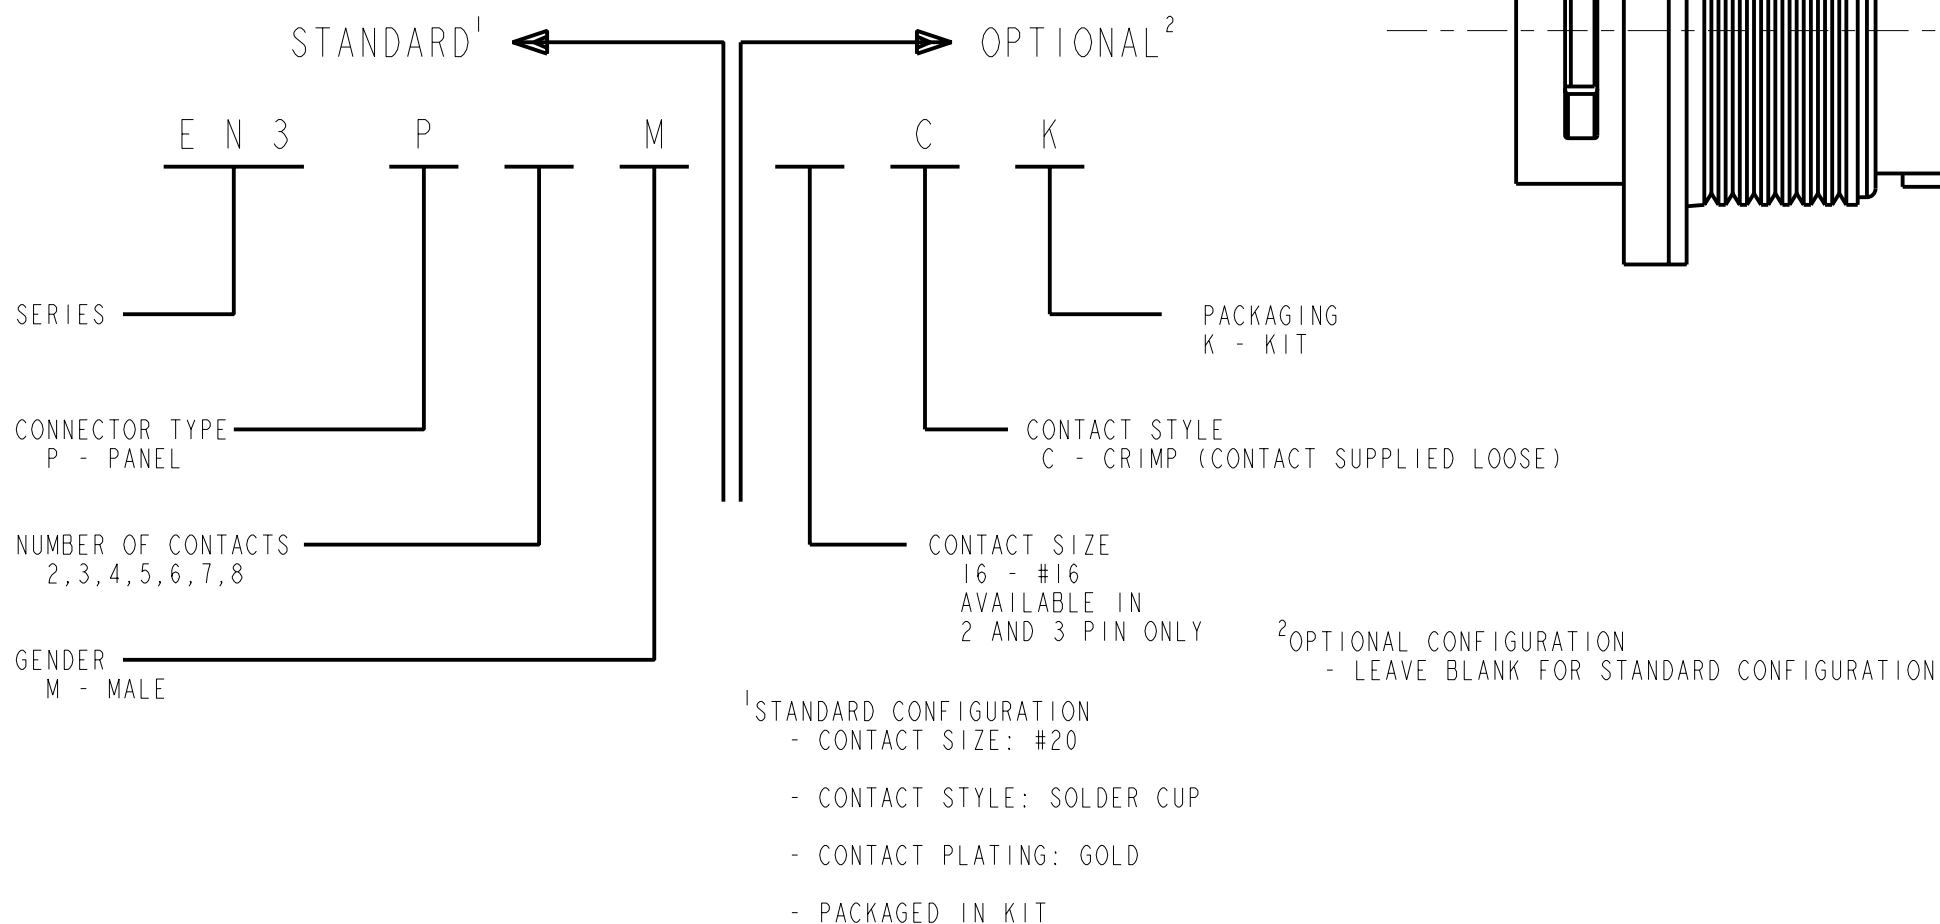 STANDARD¹ OPTIONAL²
E N 3 P M C K
SERIES
PACKAGING
K - KIT
CONNECTOR TYPE
P - PANEL
CONTACT STYLE
C - CRIMP (CONTACT SUPPLIED LOOSE)
NUMBER OF CONTACTS
2,3,4,5,6,7,8
CONTACT SIZE
16 - #16
AVAILABLE IN
2 AND 3 PIN ONLY
GENDER
M - MALE
²OPTIONAL CONFIGURATION
- LEAVE BLANK FOR STANDARD CONFIGURATION
¹STANDARD CONFIGURATION
- CONTACT SIZE: #20
- CONTACT STYLE: SOLDER CUP
- CONTACT PLATING: GOLD
- PACKAGED IN KIT